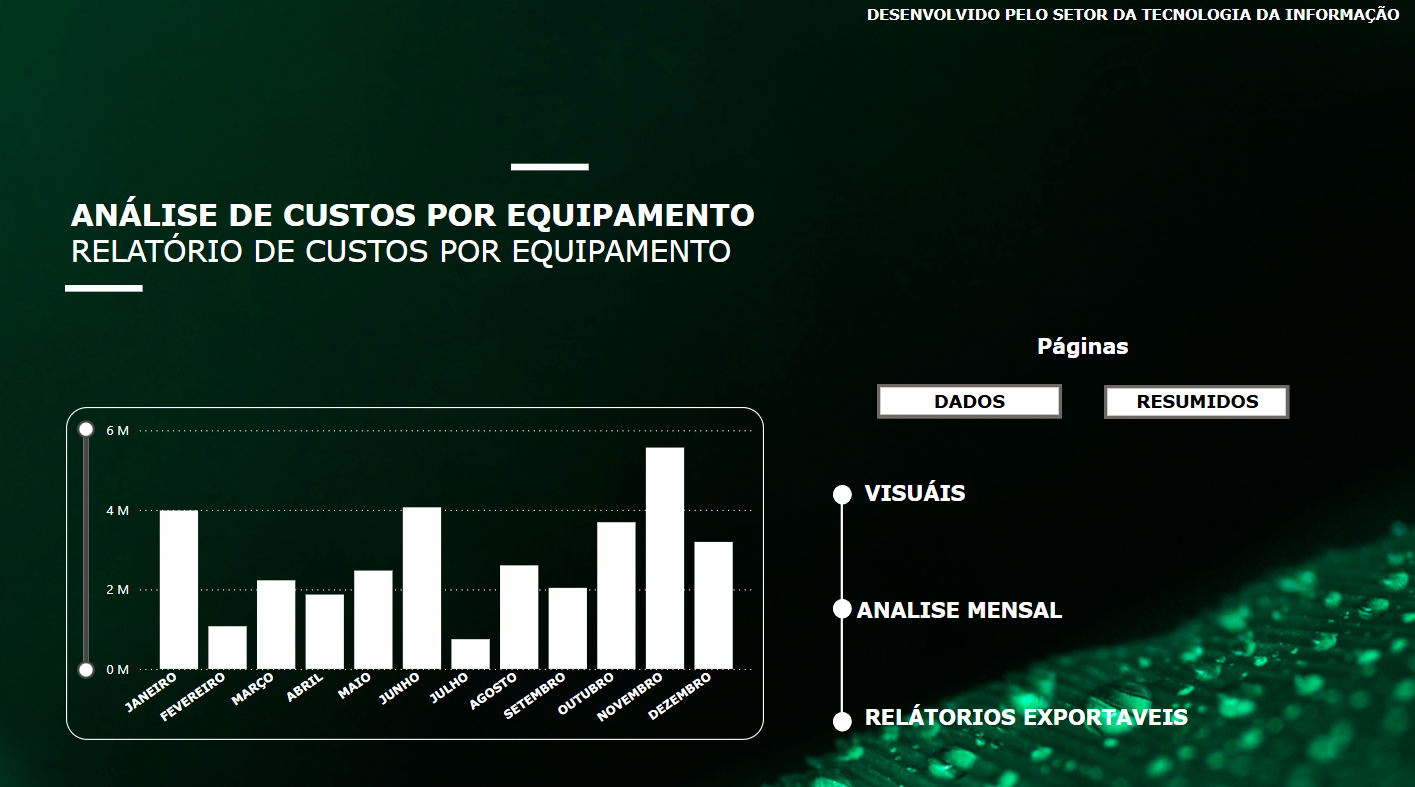 DESENVOLVIDO PELO SETOR DA TECNOLOGIA DA INFORMAÇÃO
ANÁLISE DE CUSTOS POR EQUIPAMENTO
RELATÓRIO DE CUSTOS POR EQUIPAMENTO
Páginas
DADOS
RESUMIDOS
6 M
4 M
2 M
0 M
JANEIRO
FEVEREIRO
MARÇO
ABRIL
MAIO
JUNHO
JULHO
AGOSTO
SETEMBRO
OUTUBRO
NOVEMBRO
DEZEMBRO
VISUÁIS
ANALISE MENSAL
RELÁTORIOS EXPORTAVEIS